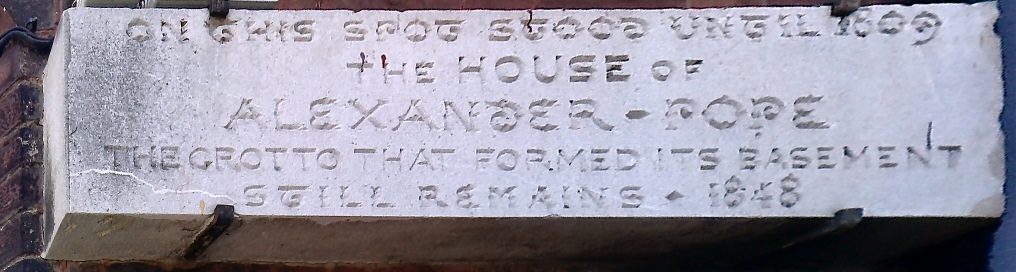 ON THIS SPOT STOOD UNTIL 1809
THE HOUSE OF
ALEXANDER - POPE
THE GROTTO THAT FORMED ITS BASEMENT
STILL REMAINS • 1848